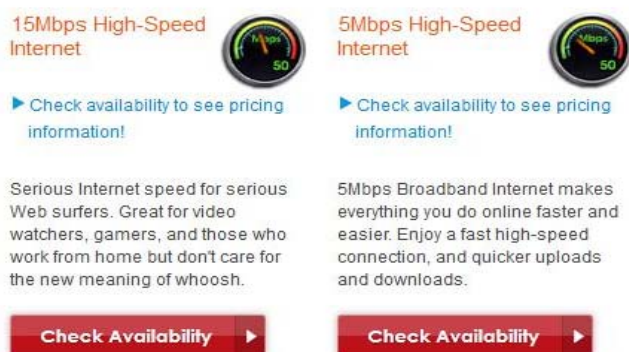 15Mbps High-Speed
Internet
Mbps
50
Check availability to see pricing
information!
Serious Internet speed for serious
Web surfers. Great for video
watchers, gamers, and those who
work from home but don't care for
the new meaning of whoosh.
Check Availability
5Mbps High-Speed
Internet
Mbps
50
Check availability to see pricing
information!
5Mbps Broadband Internet makes
everything you do online faster and
easier. Enjoy a fast high-speed
connection, and quicker uploads
and downloads.
Check Availability